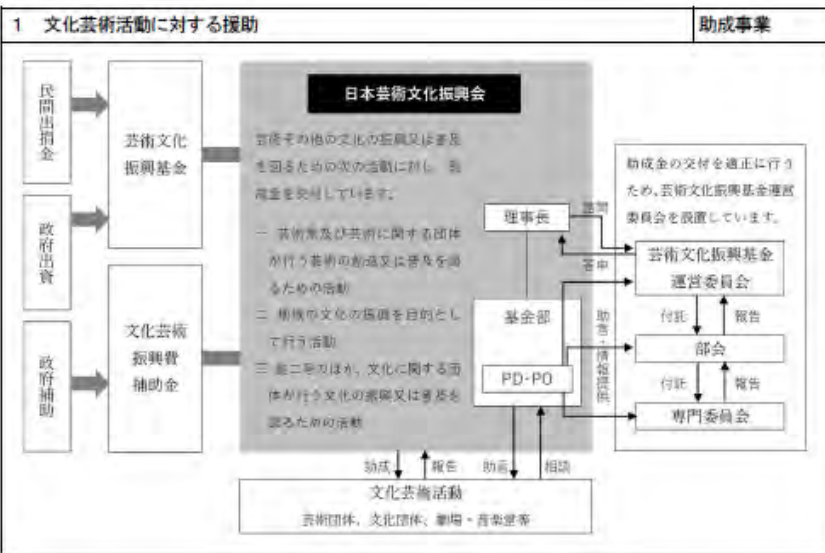 1 文化芸術活動に対する援助
助成事業
民間出捐金
政府出資
政府補助
芸術文化
振興基金
文化芸術
振興費
補助金
日本芸術文化振興会
芸術その他の文化の振興又は普及
を図るための次の活動に対し、助
成金を交付しています。
一 芸術家及び芸術に関する団体
が行う芸術の創造又は普及を図
るための活動
二 地域の文化の振興を目的とし
て行う活動
三 前二号のほか、文化に関する団
体が行う文化の振興又は普及を
図るための活動
理事長
基金部
PD・PO
諮問
答申
助言・情報提供
助成金の交付を適正に行う
ため、芸術文化振興基金運営
委員会を設置しています。
芸術文化振興基金
運営委員会
付託
報告
部会
付託
報告
専門委員会
助成
報告
助言
相談
文化芸術活動
芸術団体、文化団体、劇場・音楽堂等